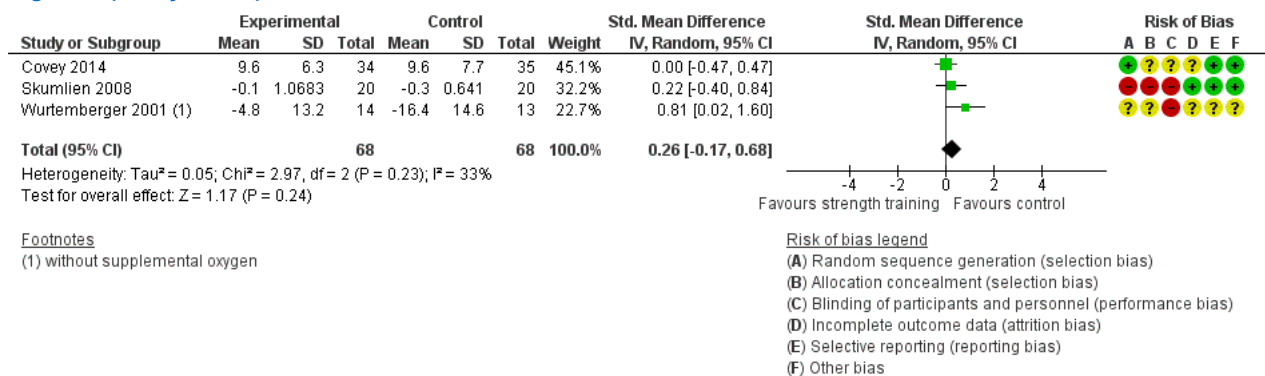 Experimental Control Std. Mean Difference Std. Mean Difference Risk of Bias
Study or Subgroup Mean SD Total Mean SD Total Weight IV, Random, 95% CI IV, Random, 95% CI A B C D E F
Covey 2014 9.6 6.3 34 9.6 7.7 35 45.1% 0.00 [-0.47, 0.47] + ? ? ? + +
Skumlien 2008 -0.1 1.0683 20 -0.3 0.641 20 32.2% 0.22 [-0.40, 0.84] - - - + + +
Wurtemberger 2001 (1) -4.8 13.2 14 -16.4 14.6 13 22.7% 0.81 [0.02, 1.60] ? ? - ? ? ?
Total (95% CI) 68 68 100.0% 0.26 [-0.17, 0.68]
Heterogeneity: Tau² = 0.05; Chi² = 2.97, df = 2 (P = 0.23); I² = 33%
Test for overall effect: Z = 1.17 (P = 0.24)
-4 -2 0 2 4
Favours strength training Favours control
Footnotes
(1) without supplemental oxygen
Risk of bias legend
(A) Random sequence generation (selection bias)
(B) Allocation concealment (selection bias)
(C) Blinding of participants and personnel (performance bias)
(D) Incomplete outcome data (attrition bias)
(E) Selective reporting (reporting bias)
(F) Other bias